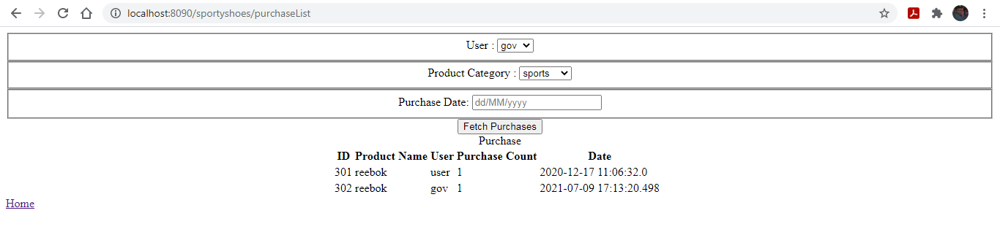 localhost:8090/sportyshoes/purchaseList
User : gov
Product Category : sports
Purchase Date: dd/MM/yyyy
Fetch Purchases
Purchase
ID Product Name User Purchase Count Date
301 reebok user 1 2020-12-17 11:06:32.0
302 reebok gov 1 2021-07-09 17:13:20.498
Home